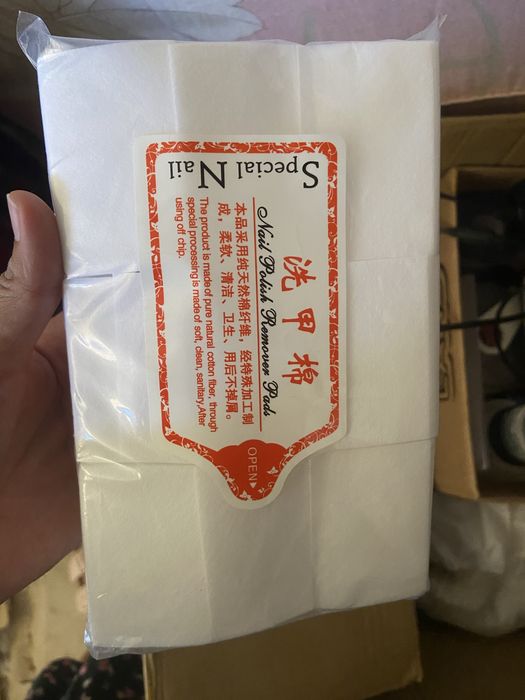 Special Nail
洗甲棉
Nail Polish Remover Pads
本品采用纯天然棉纤维，经特殊加工制
成，柔软、清洁、卫生、用后不掉屑。
The product is made of pure natural cotton fiber, through
special processing is made of soft, clean, sanitary,After
using off chip.
OPEN